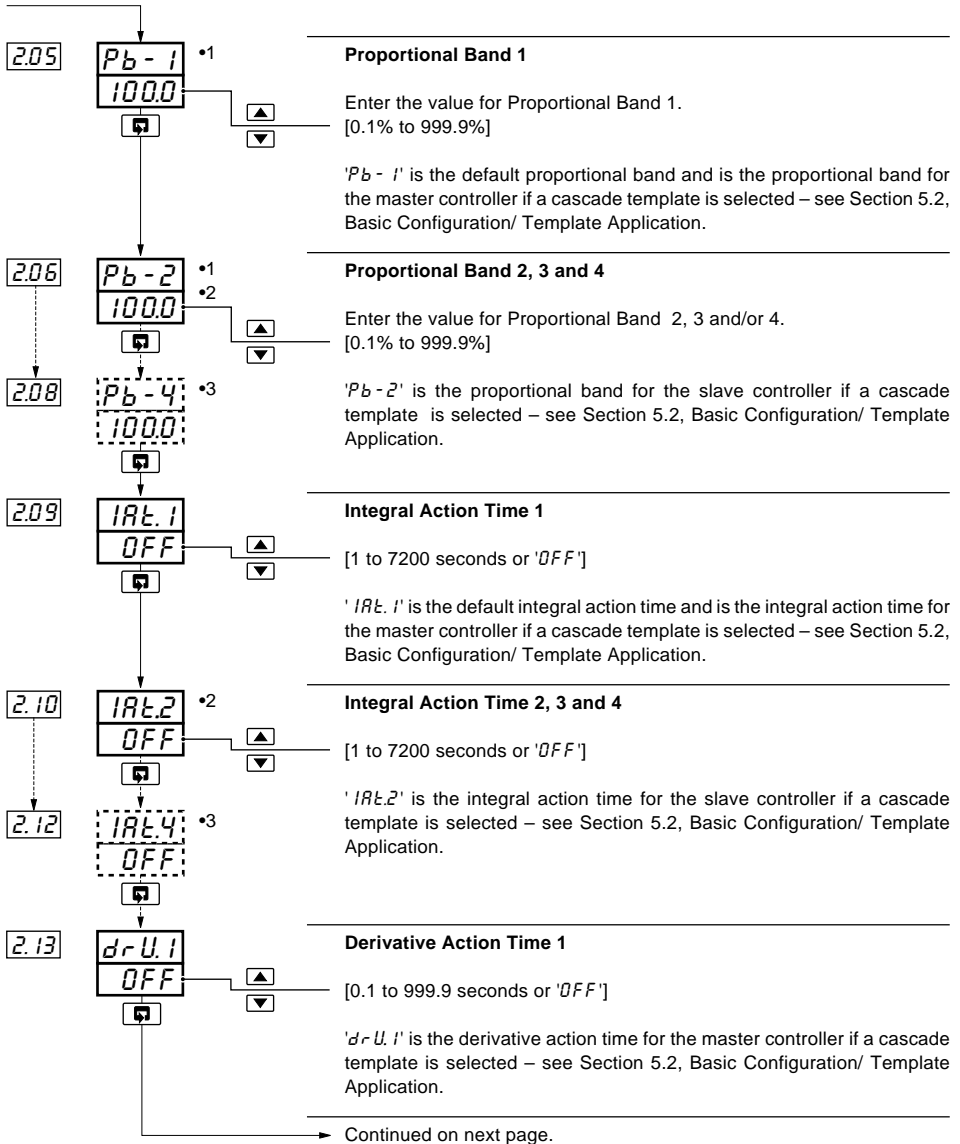 2.05
Pb-1 •1
100.0
Proportional Band 1
Enter the value for Proportional Band 1.
[0.1% to 999.9%]
'Pb-1' is the default proportional band and is the proportional band for
the master controller if a cascade template is selected – see Section 5.2,
Basic Configuration/ Template Application.
2.06
Pb-2 •1
100.0 •2
Proportional Band 2, 3 and 4
Enter the value for Proportional Band 2, 3 and/or 4.
[0.1% to 999.9%]
2.08
Pb-4 •3
100.0
'Pb-2' is the proportional band for the slave controller if a cascade
template is selected – see Section 5.2, Basic Configuration/ Template
Application.
2.09
IAt.1
OFF
Integral Action Time 1
[1 to 7200 seconds or 'OFF']
'IAt.1' is the default integral action time and is the integral action time for
the master controller if a cascade template is selected – see Section 5.2,
Basic Configuration/ Template Application.
2.10
IAt.2 •2
OFF
Integral Action Time 2, 3 and 4
[1 to 7200 seconds or 'OFF']
2.12
IAt.4 •3
OFF
'IAt.2' is the integral action time for the slave controller if a cascade
template is selected – see Section 5.2, Basic Configuration/ Template
Application.
2.13
drU.1
OFF
Derivative Action Time 1
[0.1 to 999.9 seconds or 'OFF']
'drU.1' is the derivative action time for the master controller if a cascade
template is selected – see Section 5.2, Basic Configuration/ Template
Application.
Continued on next page.